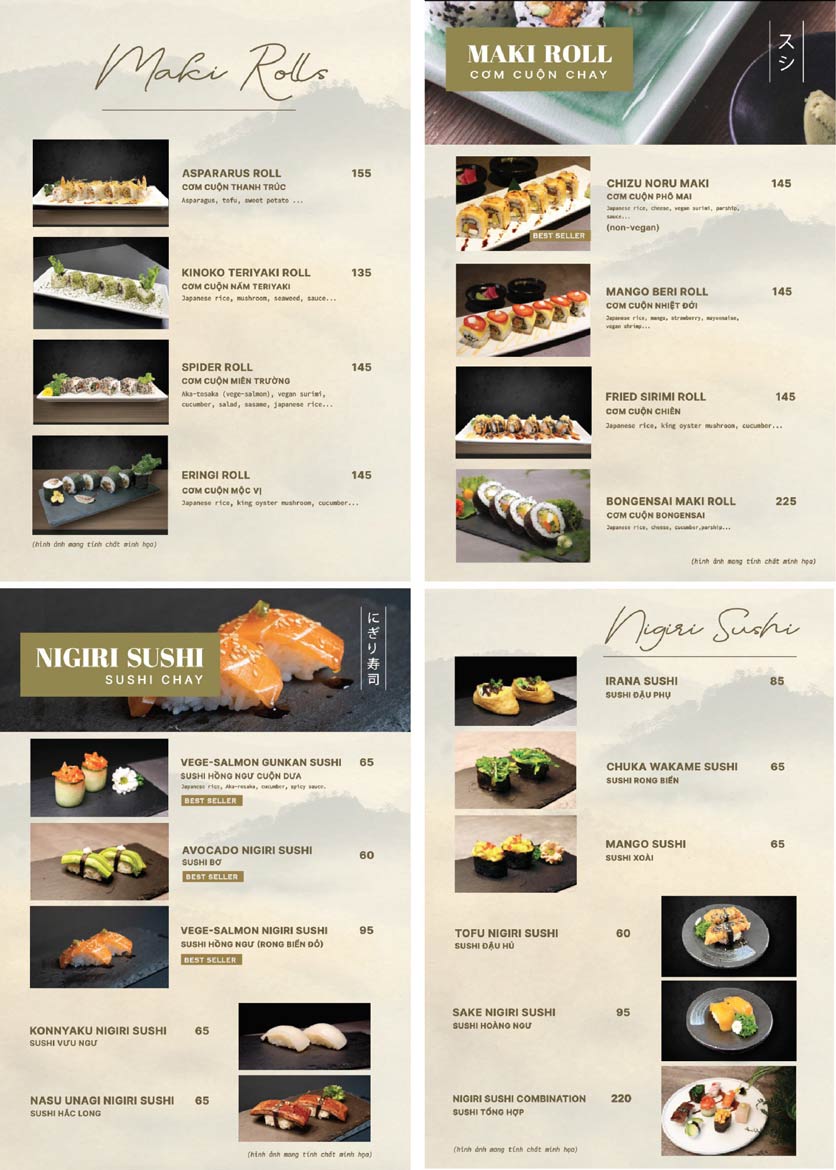 Maki Rolls
ASPARARUS ROLL 155
CƠM CUỘN THANH TRÚC
Asparagus, tofu, sweet potato ...
KINOKO TERIYAKI ROLL 135
CƠM CUỘN NẤM TERIYAKI
Japanese rice, mushroom, seaweed, sauce...
SPIDER ROLL 145
CƠM CUỘN MIÊN TRƯỜNG
Aka-tosaka (vege-salmon), vegan surimi,
cucumber, salad, sasame, japanese rice...
ERINGI ROLL 145
CƠM CUỘN MỘC VỊ
Japanese rice, king oyster mushroom, cucumber...
(hình ảnh mang tính chất minh họa)
MAKI ROLL
CƠM CUỘN CHAY
スシ
CHIZU NORU MAKI 145
CƠM CUỘN PHÔ MAI
Japanese rice, cheese, vegan surimi, parship,
sauce...
(non-vegan)
BEST SELLER
MANGO BERI ROLL 145
CƠM CUỘN NHIỆT ĐỚI
Japanese rice, mango, strawberry, mayonnaise,
vegan shrimp...
FRIED SIRIMI ROLL 145
CƠM CUỘN CHIÊN
Japanese rice, king oyster mushroom, cucumber...
BONGENSAI MAKI ROLL 225
CƠM CUỘN BONGENSAI
Japanese rice, cheese, cucumber,parship...
(hình ảnh mang tính chất minh họa)
NIGIRI SUSHI
SUSHI CHAY
にぎり寿司
VEGE-SALMON GUNKAN SUSHI 65
SUSHI HỒNG NGƯ CUỘN DƯA
Japanese rice, Aka-rosaka, cucumber, spicy sauce.
BEST SELLER
AVOCADO NIGIRI SUSHI 60
SUSHI BƠ
BEST SELLER
VEGE-SALMON NIGIRI SUSHI 95
SUSHI HỒNG NGƯ (RONG BIỂN ĐỎ)
BEST SELLER
KONNYAKU NIGIRI SUSHI 65
SUSHI VƯU NGƯ
NASU UNAGI NIGIRI SUSHI 65
SUSHI HẮC LONG
(hình ảnh mang tính chất minh họa)
Nigiri Sushi
IRANA SUSHI 85
SUSHI ĐẬU PHỤ
CHUKA WAKAME SUSHI 65
SUSHI RONG BIỂN
MANGO SUSHI 65
SUSHI XOÀI
TOFU NIGIRI SUSHI 60
SUSHI ĐẬU HỦ
SAKE NIGIRI SUSHI 95
SUSHI HOÀNG NGƯ
NIGIRI SUSHI COMBINATION 220
SUSHI TỔNG HỢP
(hình ảnh mang tính chất minh họa)